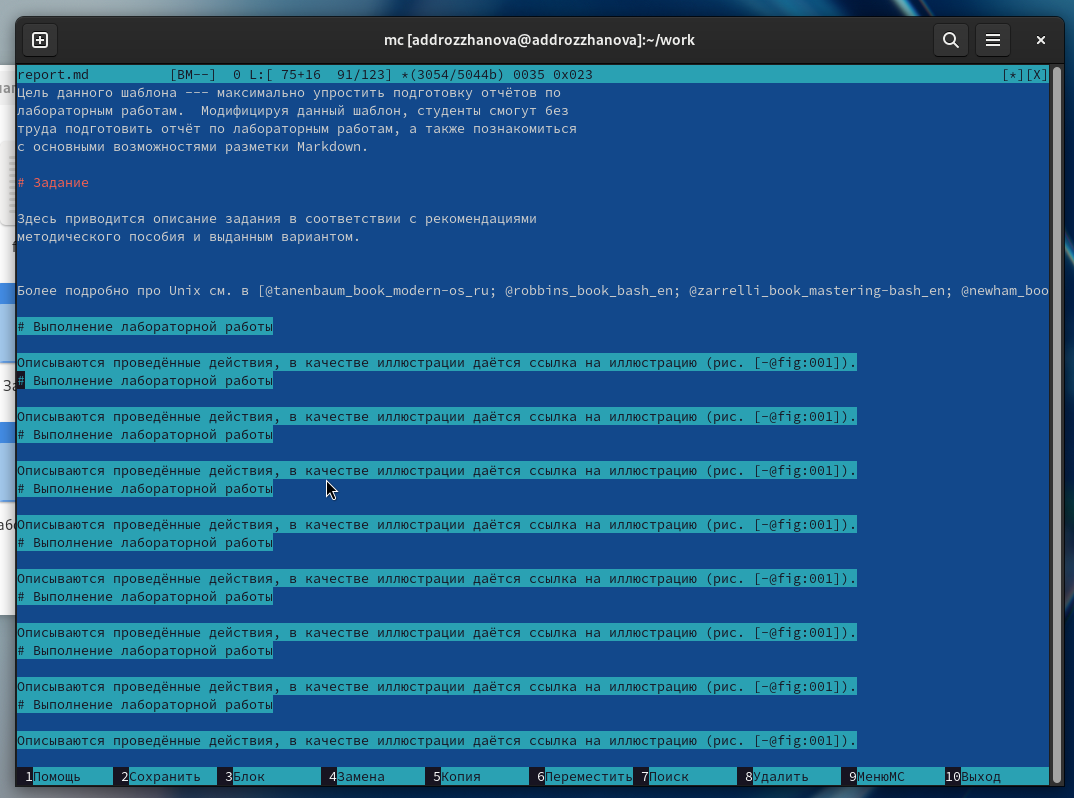 mc [addrozzhanova@addrozzhanova]:~/work
report.md [BM--] 0 L:[ 75+16 91/123] *(3054/5044b) 0035 0x023 [*][X]
Цель данного шаблона --- максимально упростить подготовку отчётов по
лабораторным работам. Модифицируя данный шаблон, студенты смогут без
труда подготовить отчёт по лабораторным работам, а также познакомиться
с основными возможностями разметки Markdown.
# Задание
Здесь приводится описание задания в соответствии с рекомендациями
методического пособия и выданным вариантом.
Более подробно про Unix см. в [@tanenbaum_book_modern-os_ru; @robbins_book_bash_en; @zarrelli_book_mastering-bash_en; @newham_boo
# Выполнение лабораторной работы
Описываются проведённые действия, в качестве иллюстрации даётся ссылка на иллюстрацию (рис. [-@fig:001]).
# Выполнение лабораторной работы
Описываются проведённые действия, в качестве иллюстрации даётся ссылка на иллюстрацию (рис. [-@fig:001]).
# Выполнение лабораторной работы
Описываются проведённые действия, в качестве иллюстрации даётся ссылка на иллюстрацию (рис. [-@fig:001]).
# Выполнение лабораторной работы
Описываются проведённые действия, в качестве иллюстрации даётся ссылка на иллюстрацию (рис. [-@fig:001]).
# Выполнение лабораторной работы
Описываются проведённые действия, в качестве иллюстрации даётся ссылка на иллюстрацию (рис. [-@fig:001]).
# Выполнение лабораторной работы
Описываются проведённые действия, в качестве иллюстрации даётся ссылка на иллюстрацию (рис. [-@fig:001]).
# Выполнение лабораторной работы
Описываются проведённые действия, в качестве иллюстрации даётся ссылка на иллюстрацию (рис. [-@fig:001]).
# Выполнение лабораторной работы
Описываются проведённые действия, в качестве иллюстрации даётся ссылка на иллюстрацию (рис. [-@fig:001]).
1Помощь 2Сохранить 3Блок 4Замена 5Копия 6Переместить 7Поиск 8Удалить 9МенюMC 10Выход